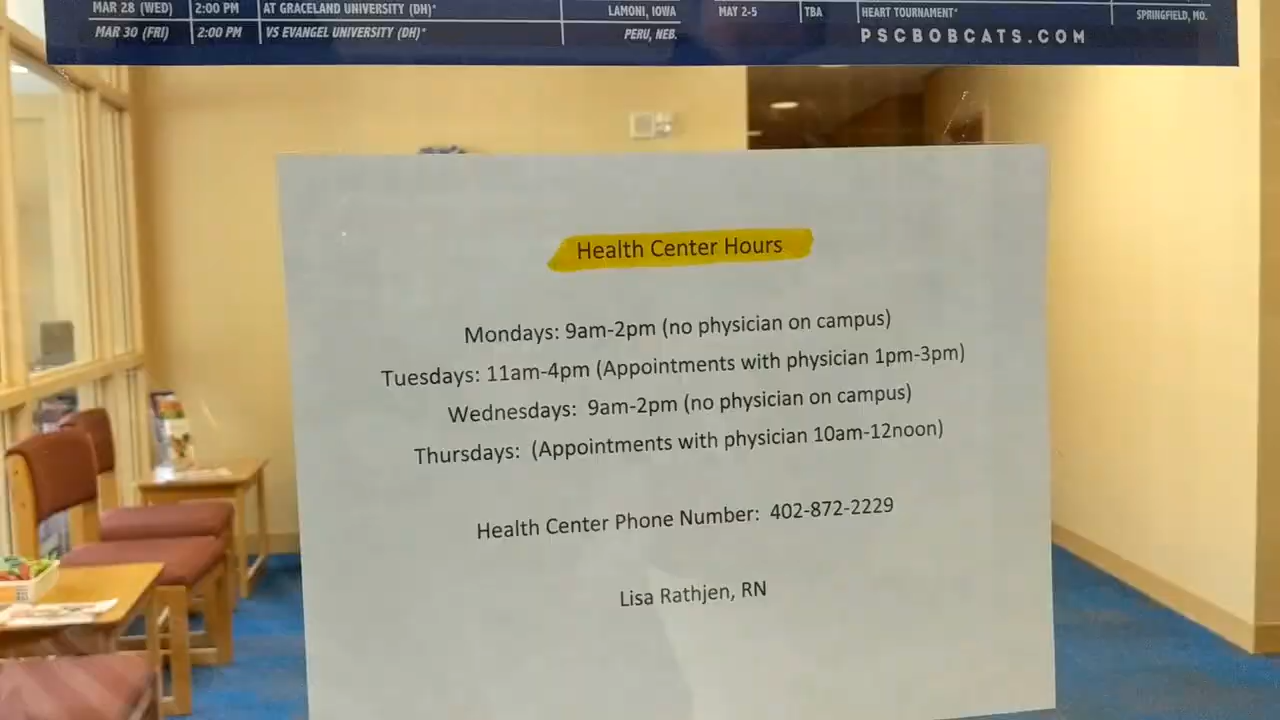 MAR 28 (WED) 2:00 PM AT GRACELAND UNIVERSITY (DH)* LAMONI, IOWA MAY 2-5 TBA HEART TOURNAMENT* SPRINGFIELD, MO.
MAR 30 (FRI) 2:00 PM VS EVANGEL UNIVERSITY (DH)* PERU, NEB.
PSCBOBCATS.COM
Health Center Hours
Mondays: 9am-2pm (no physician on campus)
Tuesdays: 11am-4pm (Appointments with physician 1pm-3pm)
Wednesdays: 9am-2pm (no physician on campus)
Thursdays: (Appointments with physician 10am-12noon)
Health Center Phone Number: 402-872-2229
Lisa Rathjen, RN